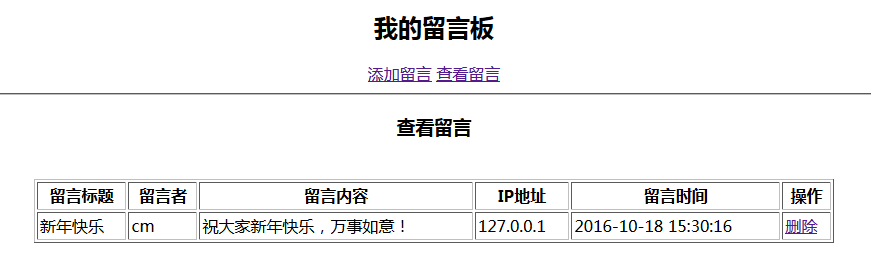 我的留言板
添加留言 查看留言
查看留言
留言标题 留言者 留言内容 IP地址 留言时间 操作
新年快乐 cm 祝大家新年快乐，万事如意！ 127.0.0.1 2016-10-18 15:30:16 删除